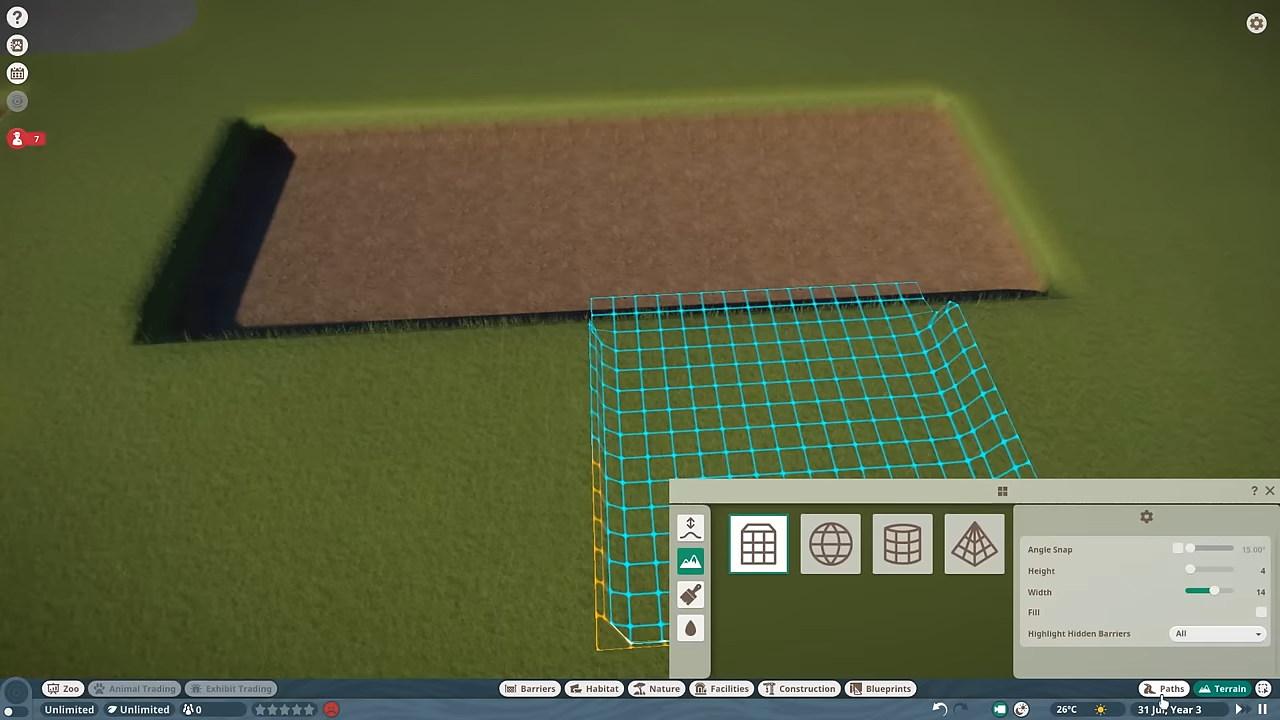 ?
7
?
Angle Snap 15.00°
Height 4
Width 14
Fill
Highlight Hidden Barriers All
Zoo Animal Trading Exhibit Trading Barriers Habitat Nature Facilities Construction Blueprints Paths Terrain
Unlimited Unlimited 0 26°C 31 Jul, Year 3